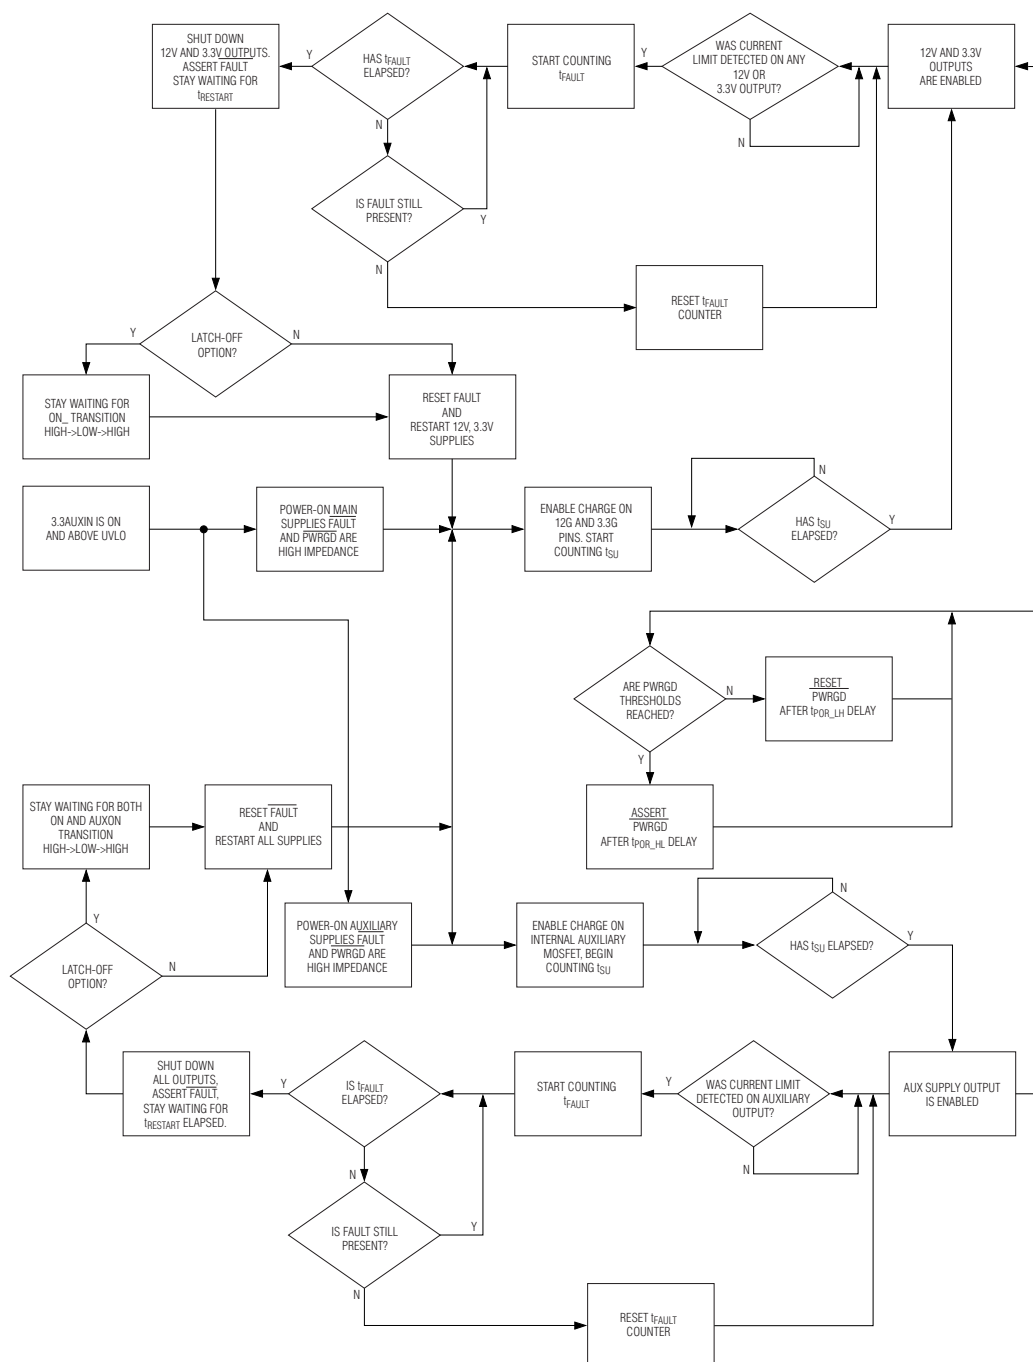 SHUT DOWN
12V AND 3.3V OUTPUTS.
ASSERT FAULT
STAY WAITING FOR
tRESTART
Y
HAS tFAULT
ELAPSED?
N
START COUNTING
tFAULT
Y
WAS CURRENT
LIMIT DETECTED ON ANY
12V OR
3.3V OUTPUT?
N
12V AND 3.3V
OUTPUTS
ARE ENABLED
IS FAULT STILL
PRESENT?
Y
N
RESET tFAULT
COUNTER
Y
LATCH-OFF
OPTION?
N
STAY WAITING FOR
ON_ TRANSITION
HIGH->LOW->HIGH
RESET FAULT
AND
RESTART 12V, 3.3V
SUPPLIES
3.3AUXIN IS ON
AND ABOVE UVLO
POWER-ON MAIN
SUPPLIES FAULT
AND PWRGD ARE
HIGH IMPEDANCE
ENABLE CHARGE ON
12G AND 3.3G
PINS. START
COUNTING tSU
N
HAS tSU
ELAPSED?
Y
ARE PWRGD
THRESHOLDS
REACHED?
N
Y
RESET
PWRGD
AFTER tPOR_LH DELAY
ASSERT
PWRGD
AFTER tPOR_HL DELAY
STAY WAITING FOR BOTH
ON AND AUXON
TRANSITION
HIGH->LOW->HIGH
RESET FAULT
AND
RESTART ALL SUPPLIES
Y
LATCH-OFF
OPTION?
N
POWER-ON AUXILIARY
SUPPLIES FAULT
AND PWRGD ARE
HIGH IMPEDANCE
ENABLE CHARGE ON
INTERNAL AUXILIARY
MOSFET, BEGIN
COUNTING tSU
N
HAS tSU ELAPSED?
Y
SHUT DOWN
ALL OUTPUTS,
ASSERT FAULT,
STAY WAITING FOR
tRESTART ELAPSED.
Y
IS tFAULT
ELAPSED?
N
START COUNTING
tFAULT
Y
WAS CURRENT LIMIT
DETECTED ON AUXILIARY
OUTPUT?
N
AUX SUPPLY OUTPUT
IS ENABLED
IS FAULT STILL
PRESENT?
Y
N
RESET tFAULT
COUNTER